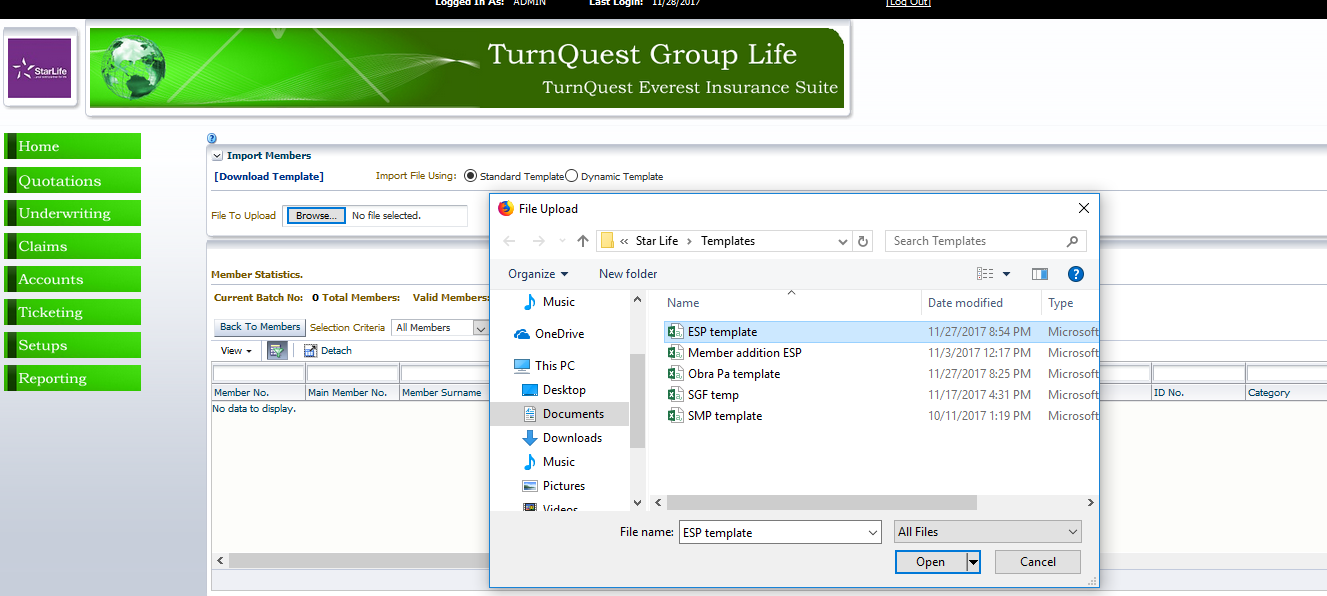 Logged In As: ADMIN Last Login: 11/28/2017 [Log Out]
StarLife
TurnQuest Group Life
TurnQuest Everest Insurance Suite
Home
Quotations
Underwriting
Claims
Accounts
Ticketing
Setups
Reporting
?
Import Members
[Download Template] Import File Using: Standard Template Dynamic Template
File To Upload Browse... No file selected.
Member Statistics.
Current Batch No: 0 Total Members: Valid Members:
Back To Members Selection Criteria All Members
View Detach
Member No. Main Member No. Member Surname ID No. Category
No data to display.
File Upload
« Star Life › Templates Search Templates
Organize New folder ?
Music
OneDrive
This PC
Desktop
Documents
Downloads
Music
Pictures
Videos
Name Date modified Type
ESP template 11/27/2017 8:54 PM Microsoft
Member addition ESP 11/3/2017 12:17 PM Microsoft
Obra Pa template 11/27/2017 8:25 PM Microsoft
SGF temp 11/17/2017 4:31 PM Microsoft
SMP template 10/11/2017 1:19 PM Microsoft
File name: ESP template All Files
Open Cancel